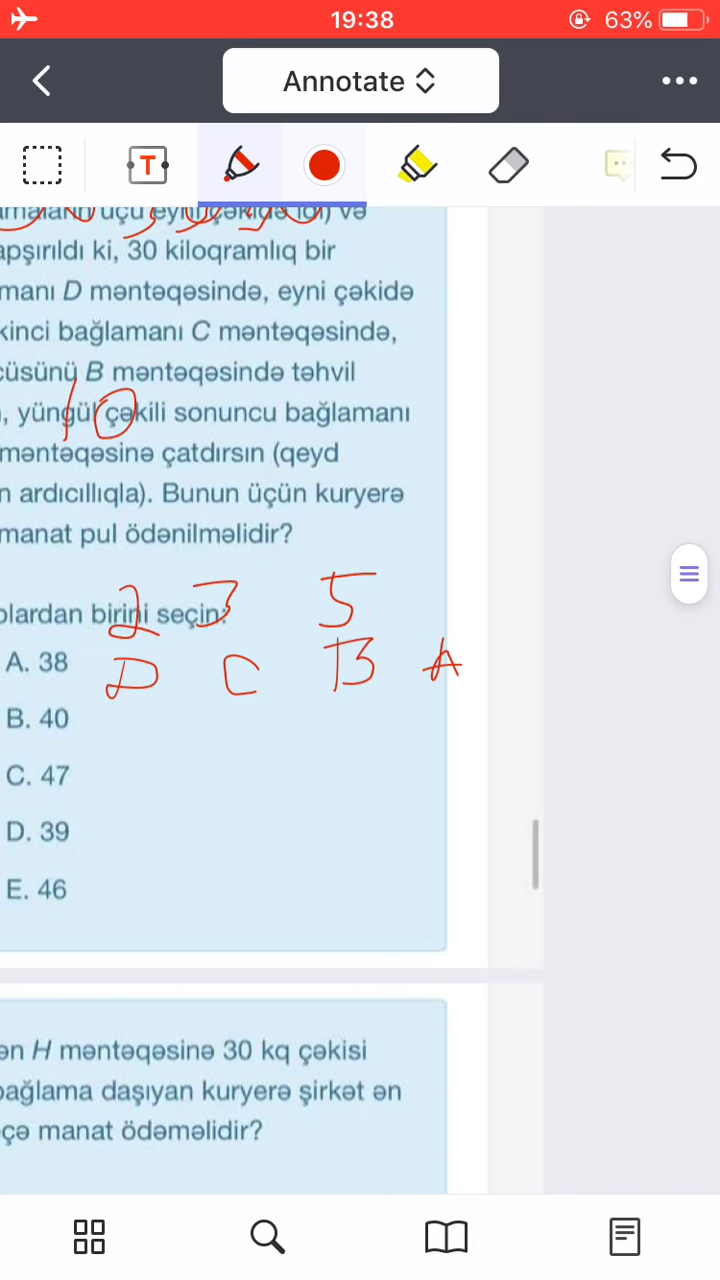 19:38
63%
Annotate
T
üçü
və
apşırıldı ki, 30 kiloqramlıq bir
manı D məntəqəsində, eyni çəkidə
kinci bağlamanı C məntəqəsində,
cüsünü B məntəqəsində təhvil
, yüngül çəkili sonuncu bağlamanı
10
məntəqəsinə çatdırsın (qeyd
n ardıcıllıqla). Bunun üçün kuryerə
manat pul ödənilməlidir?
2 3 5
olardan birini seçin:
A. 38
D C B A
B. 40
C. 47
D. 39
E. 46
ən H məntəqəsinə 30 kq çəkisi
bağlama daşıyan kuryerə şirkət ən
çə manat ödəməlidir?